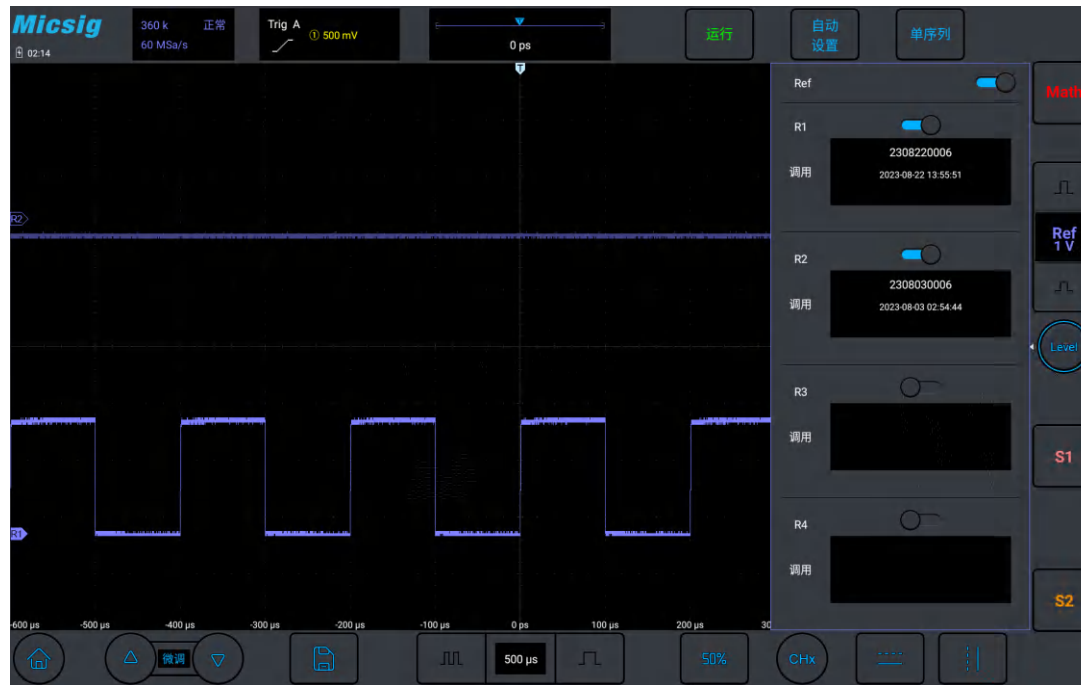 Micsig
02:14
360 k 正常
60 MSa/s
Trig A
① 500 mV
0 ps
运行
自动
设置
单序列
T
Ref
R1
2308220006
调用
2023-08-22 13:55:51
R2
2308030006
调用
2023-08-03 02:54:44
R3
调用
R4
调用
Math
Ref
1 V
Level
S1
S2
R2
R1
-600 µs -500 µs -400 µs -300 µs -200 µs -100 µs 0 ps 100 µs 200 µs 30
微调
500 µs
50%
CHx